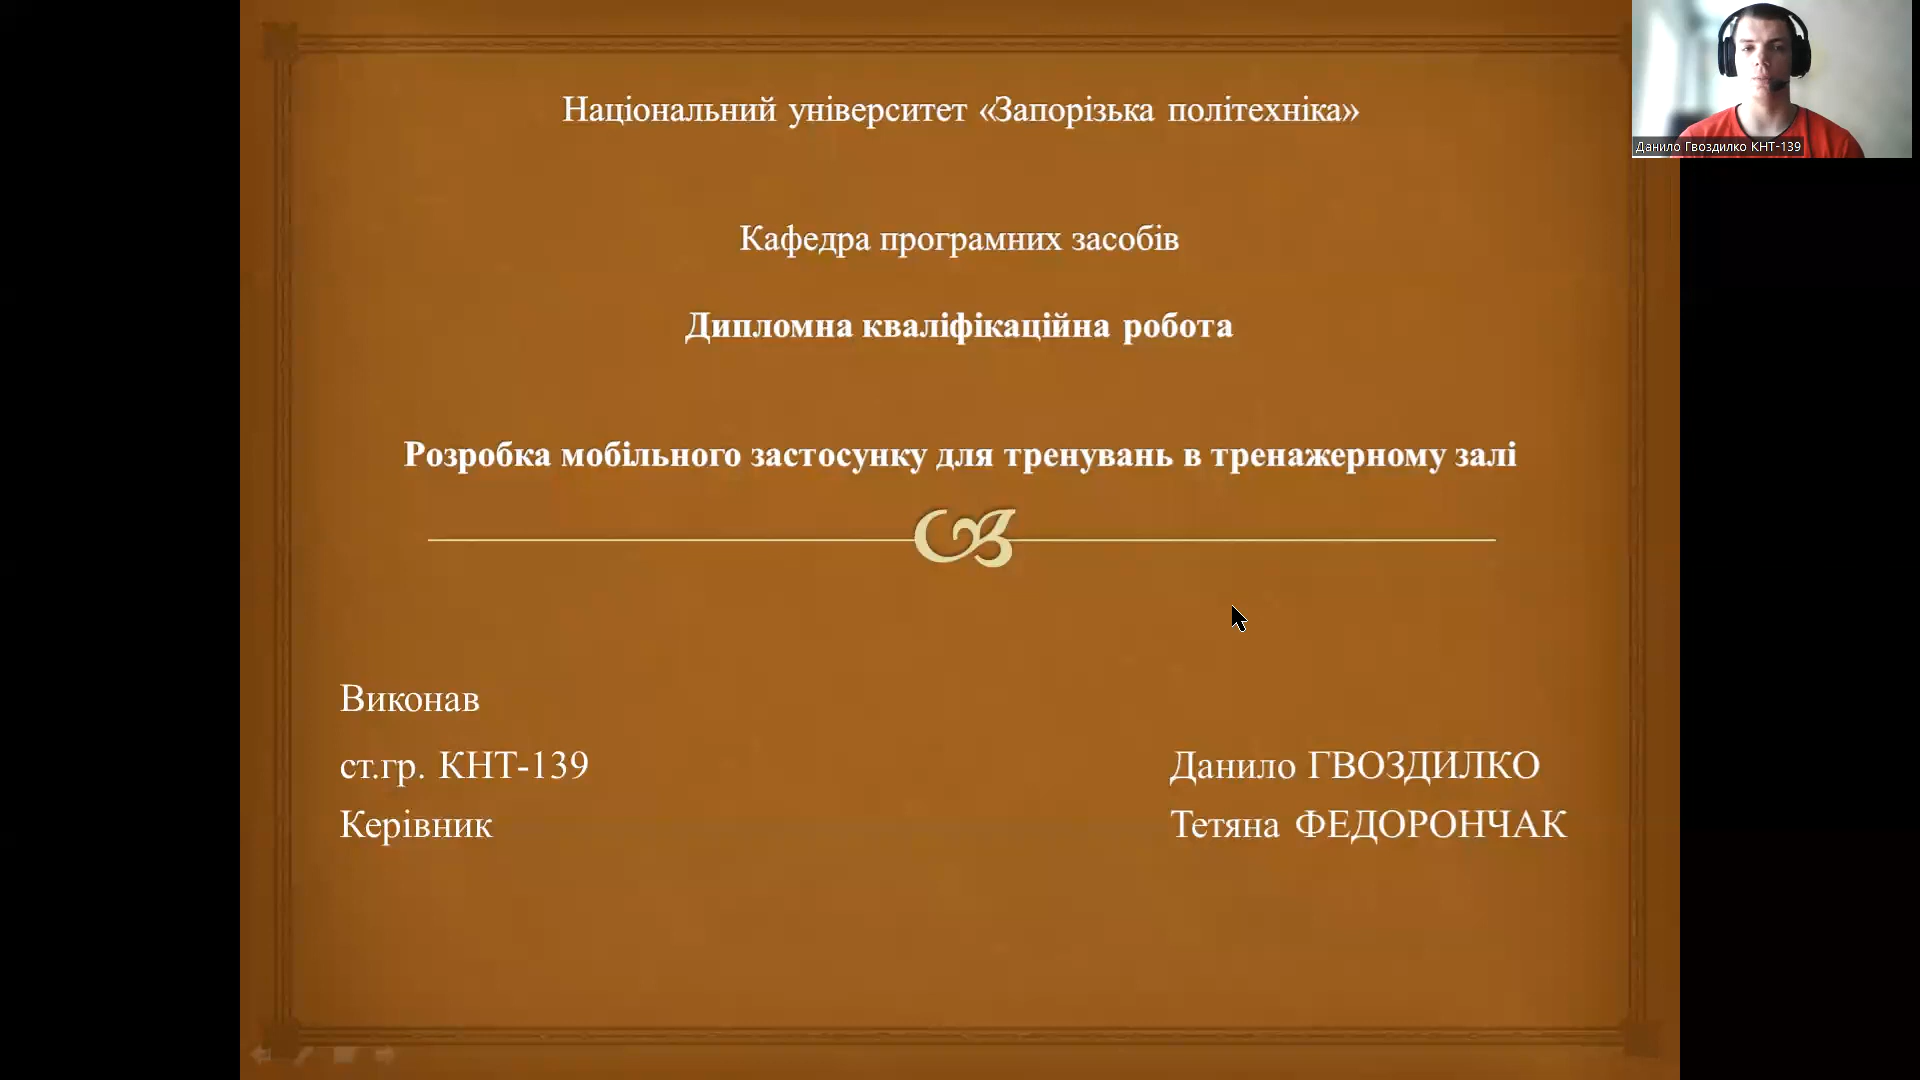 Національний університет «Запорізька політехніка»
Данило Гвоздилко КНТ-139
Кафедра програмних засобів
Дипломна кваліфікаційна робота
Розробка мобільного застосунку для тренувань в тренажерному залі
Виконав
ст.гр. КНТ-139 Данило ГВОЗДИЛКО
Керівник Тетяна ФЕДОРОНЧАК